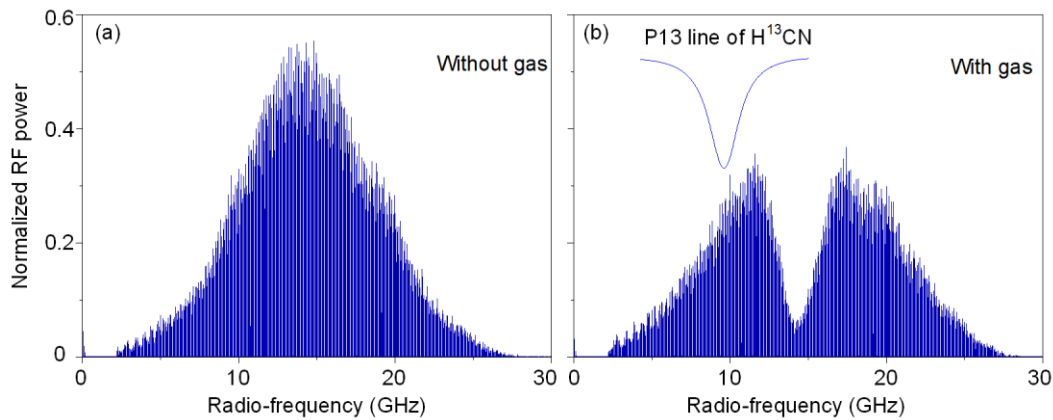 0.6
0.4
0.2
0
Normalized RF power
(a)
Without gas
0
10
20
30
Radio-frequency (GHz)
(b)
P13 line of H¹³CN
With gas
0
10
20
30
Radio-frequency (GHz)